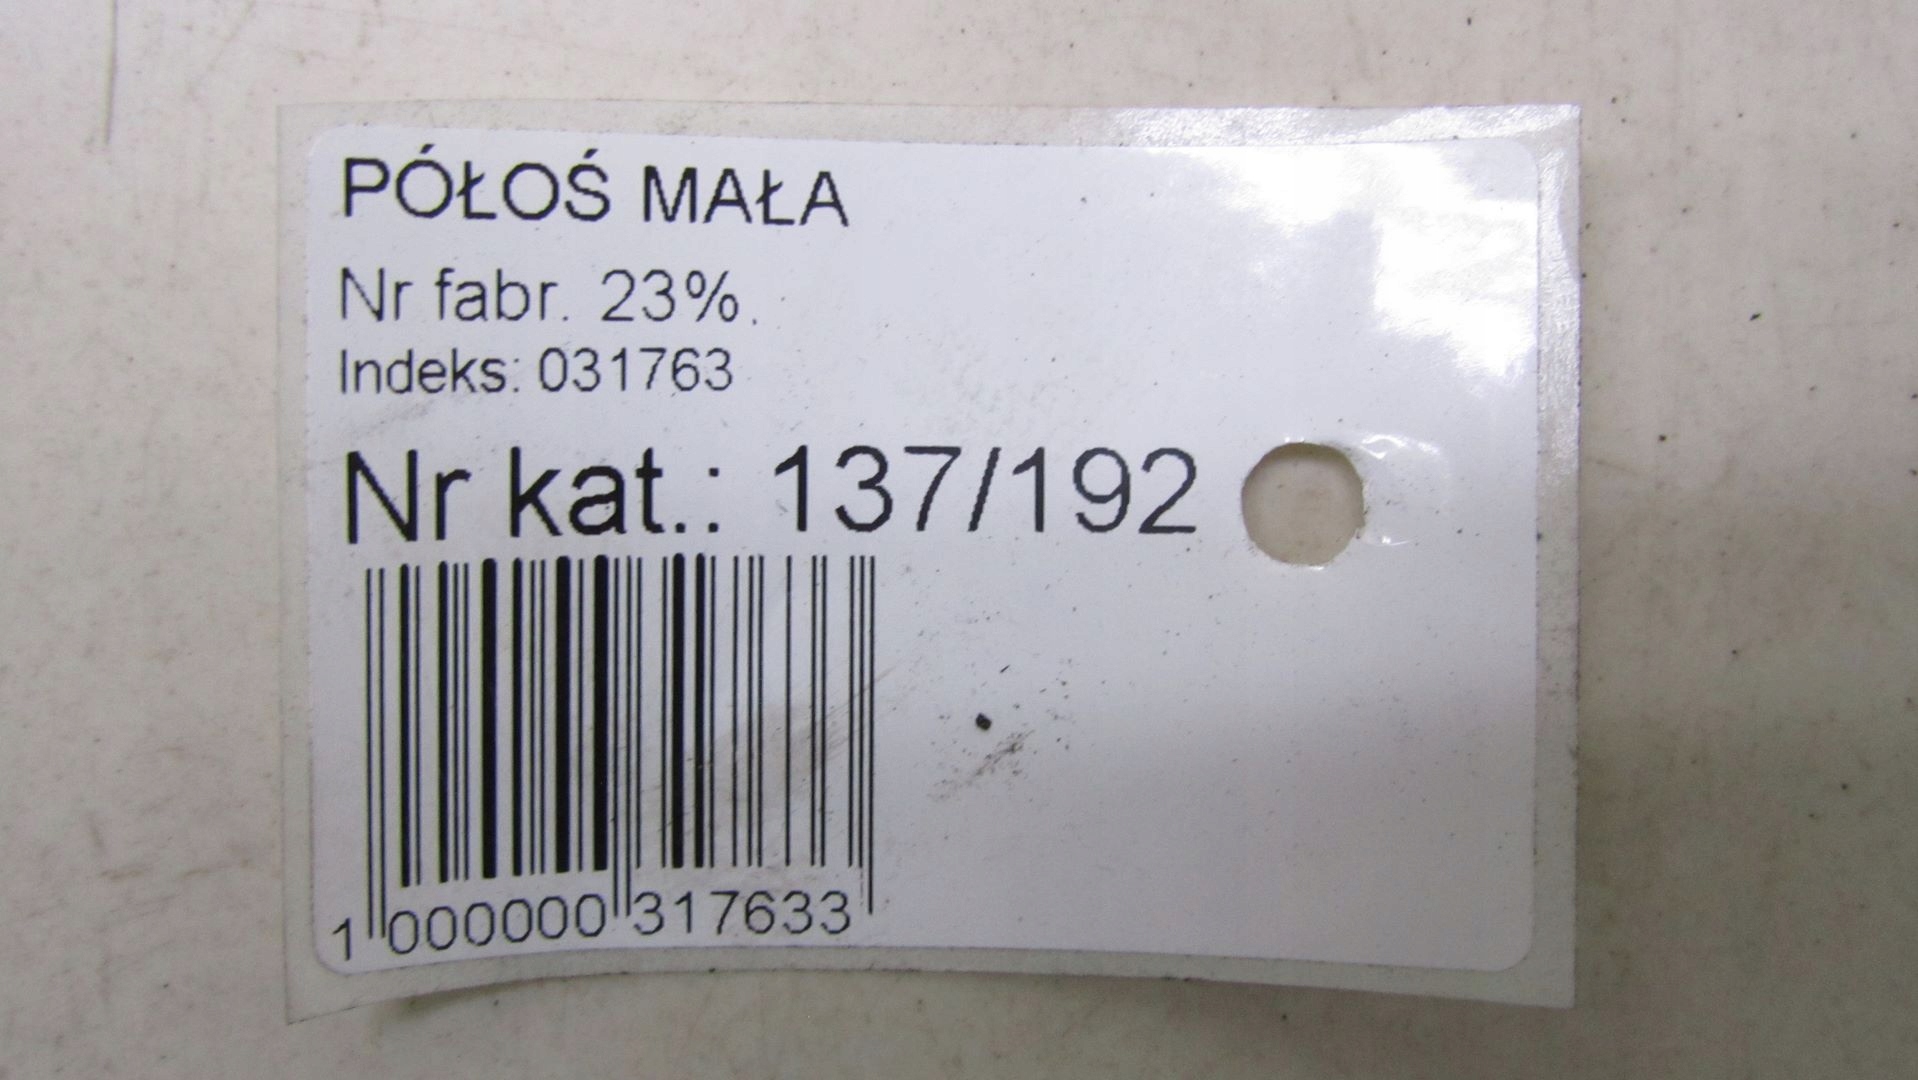 PÓŁOŚ MAŁA
Nr fabr. 23%.
Indeks: 031763
Nr kat.: 137/192
1 000000 317633